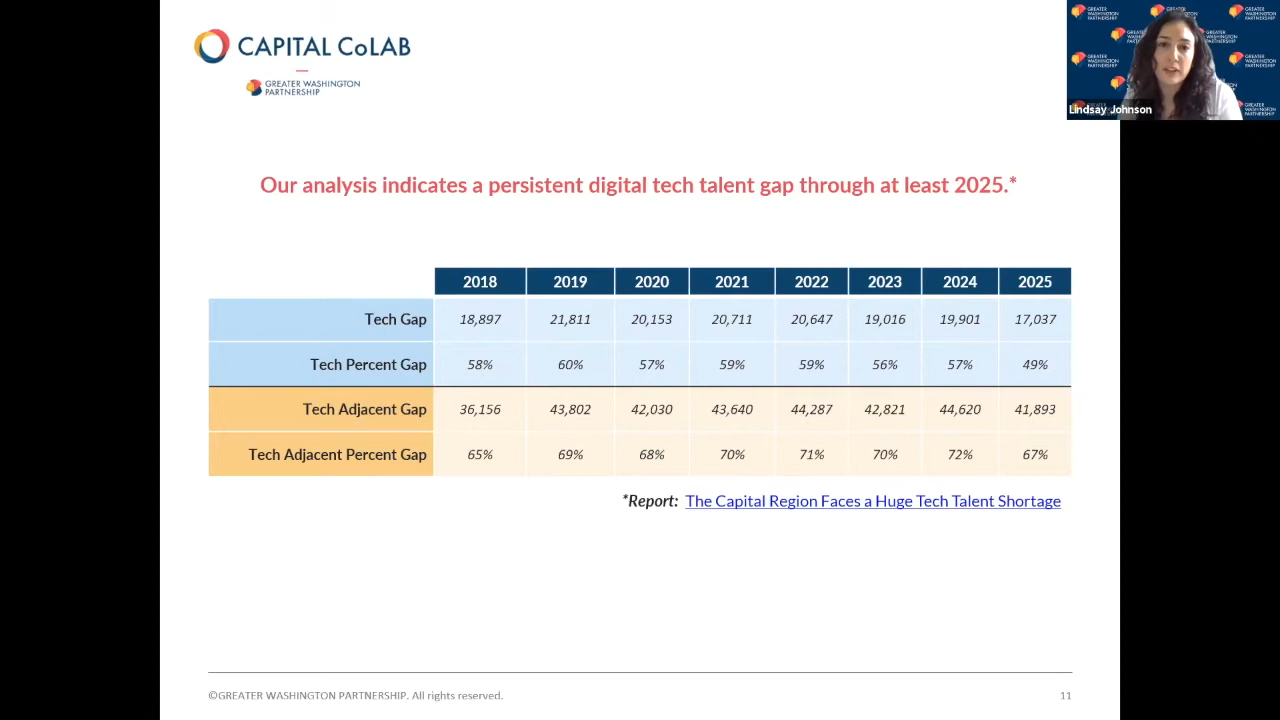 CAPITAL CoLAB
GREATER WASHINGTON
PARTNERSHIP
Lindsay Johnson
Our analysis indicates a persistent digital tech talent gap through at least 2025.*
2018 2019 2020 2021 2022 2023 2024 2025
Tech Gap 18,897 21,811 20,153 20,711 20,647 19,016 19,901 17,037
Tech Percent Gap 58% 60% 57% 59% 59% 56% 57% 49%
Tech Adjacent Gap 36,156 43,802 42,030 43,640 44,287 42,821 44,620 41,893
Tech Adjacent Percent Gap 65% 69% 68% 70% 71% 70% 72% 67%
*Report: The Capital Region Faces a Huge Tech Talent Shortage
©GREATER WASHINGTON PARTNERSHIP. All rights reserved. 11